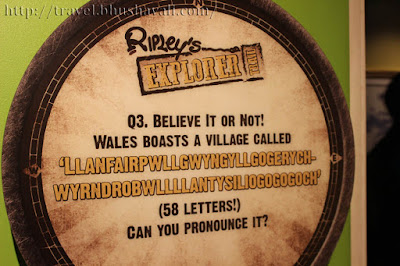 http://travel.bhushavali.com
RIPLEY'S
EXPLORER
Q3. BELIEVE IT OR NOT!
WALES BOASTS A VILLAGE CALLED
'LLANFAIRPWLLGWYNGYLLGOGERYCH-
WYRNDROBWLLLLANTYSILIOGOGOGOCH'
(58 LETTERS!)
CAN YOU PRONOUNCE IT?